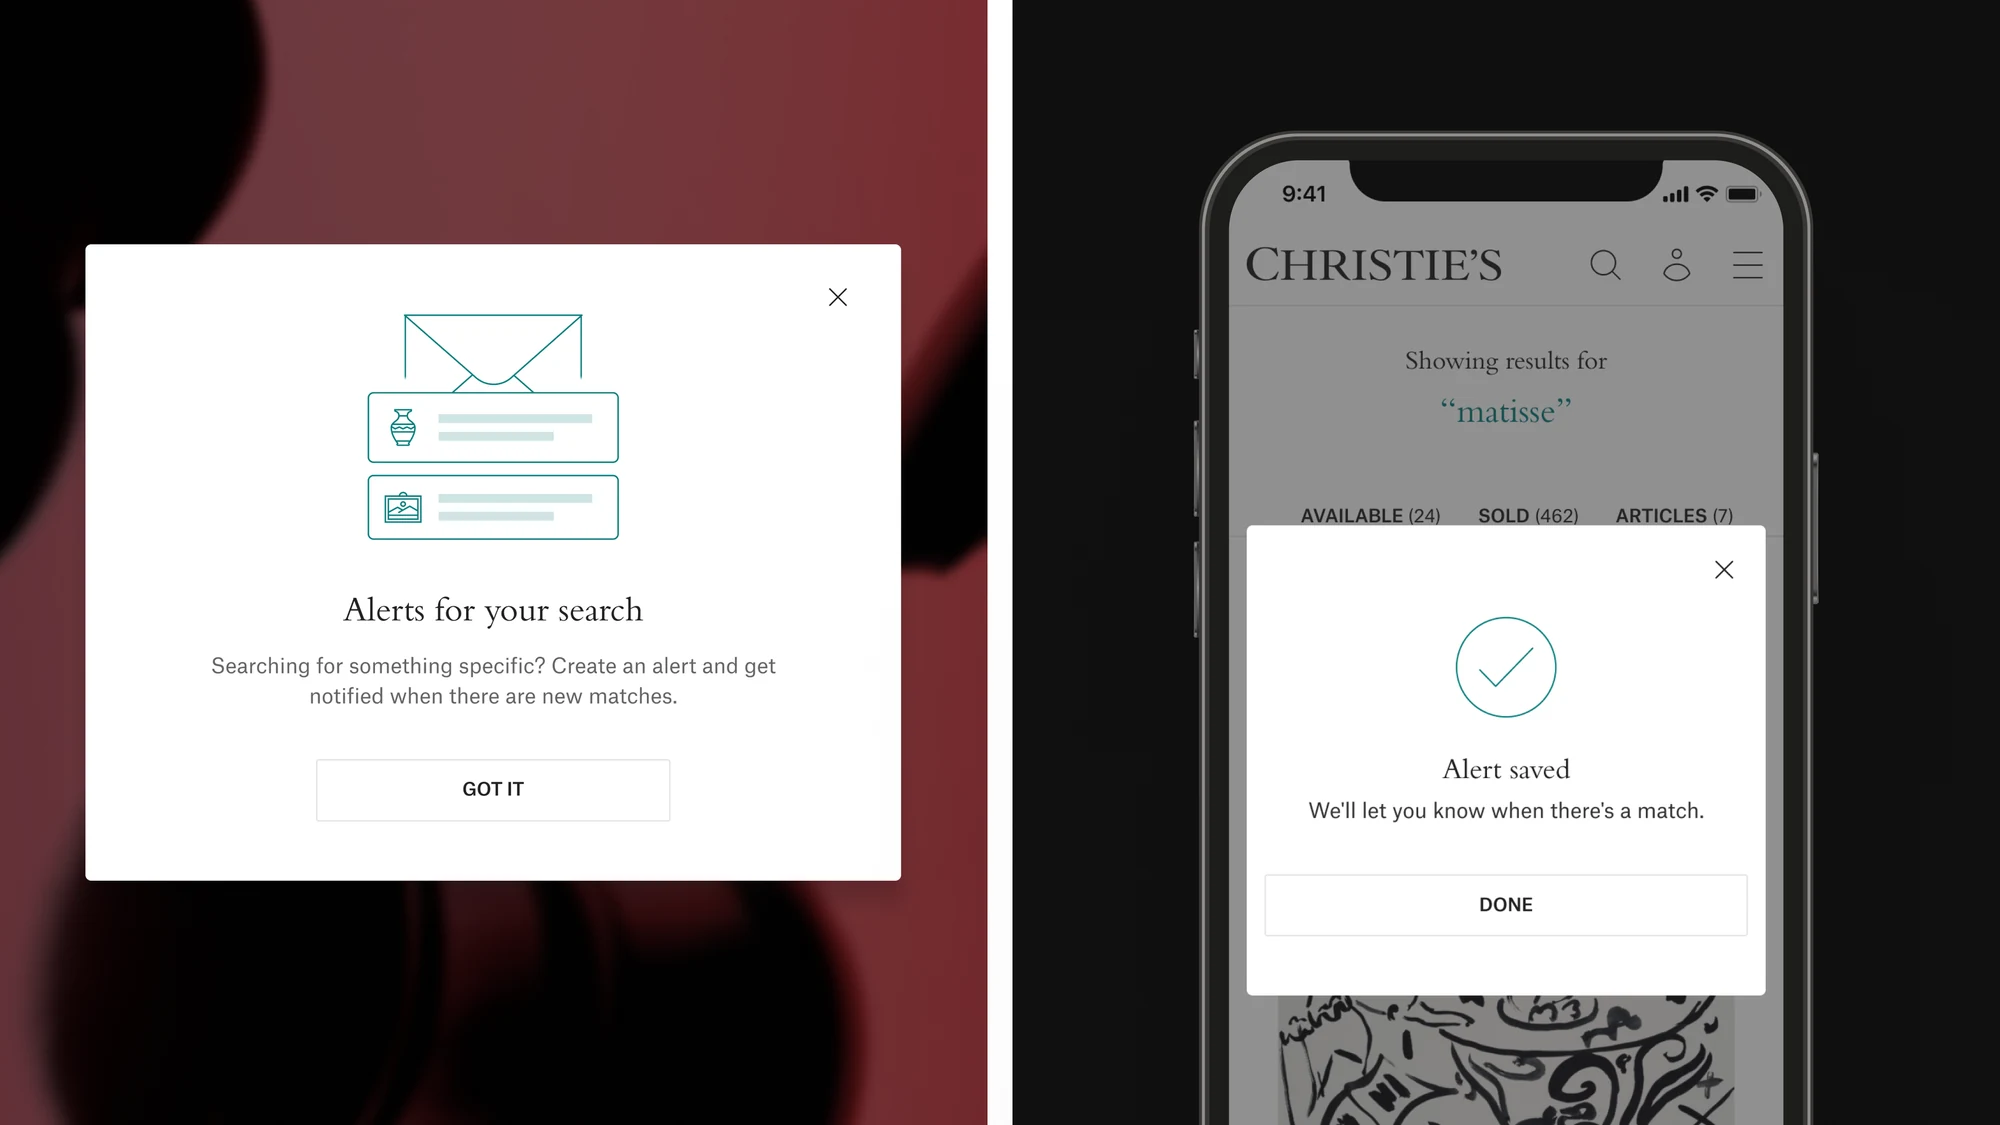 Alerts for your search
Searching for something specific? Create an alert and get
notified when there are new matches.
GOT IT
9:41
CHRISTIE’S
Showing results for
“matisse”
AVAILABLE (24) SOLD (462) ARTICLES (7)
Alert saved
We'll let you know when there's a match.
DONE